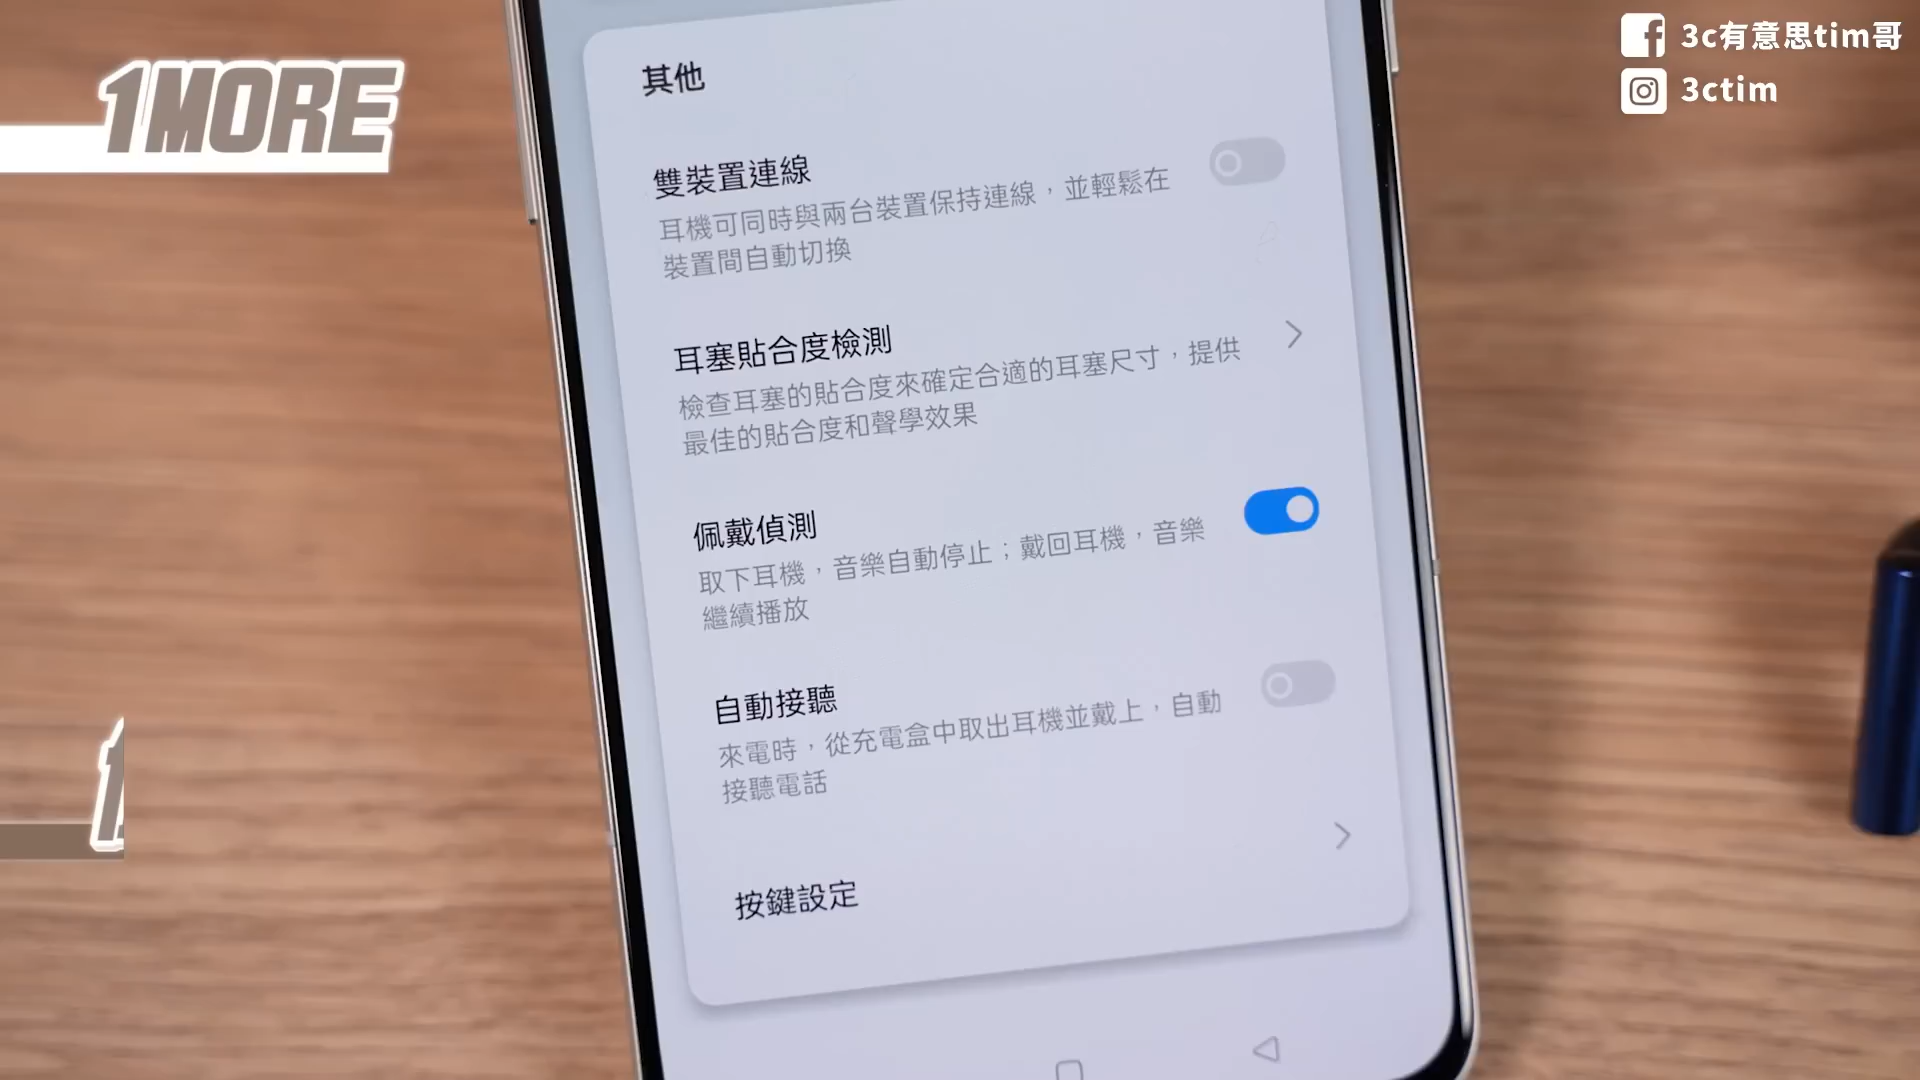 1MORE
3c有意思tim哥
3ctim
其他
雙裝置連線
耳機可同時與兩台裝置保持連線，並輕鬆在
裝置間自動切換
耳塞貼合度檢測
檢查耳塞的貼合度來確定合適的耳塞尺寸，提供
最佳的貼合度和聲學效果
佩戴偵測
取下耳機，音樂自動停止；戴回耳機，音樂
繼續播放
自動接聽
來電時，從充電盒中取出耳機並戴上，自動
接聽電話
按鍵設定